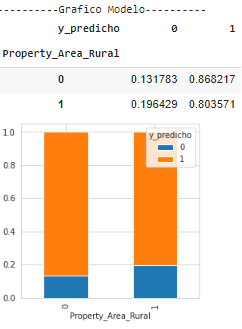 ----------Grafico Modelo----------
y_predicho 0 1
Property_Area_Rural
0 0.131783 0.868217
1 0.196429 0.803571
1.0
0.8
0.6
0.4
0.2
0.0
y_predicho
0
1
0 1
Property_Area_Rural